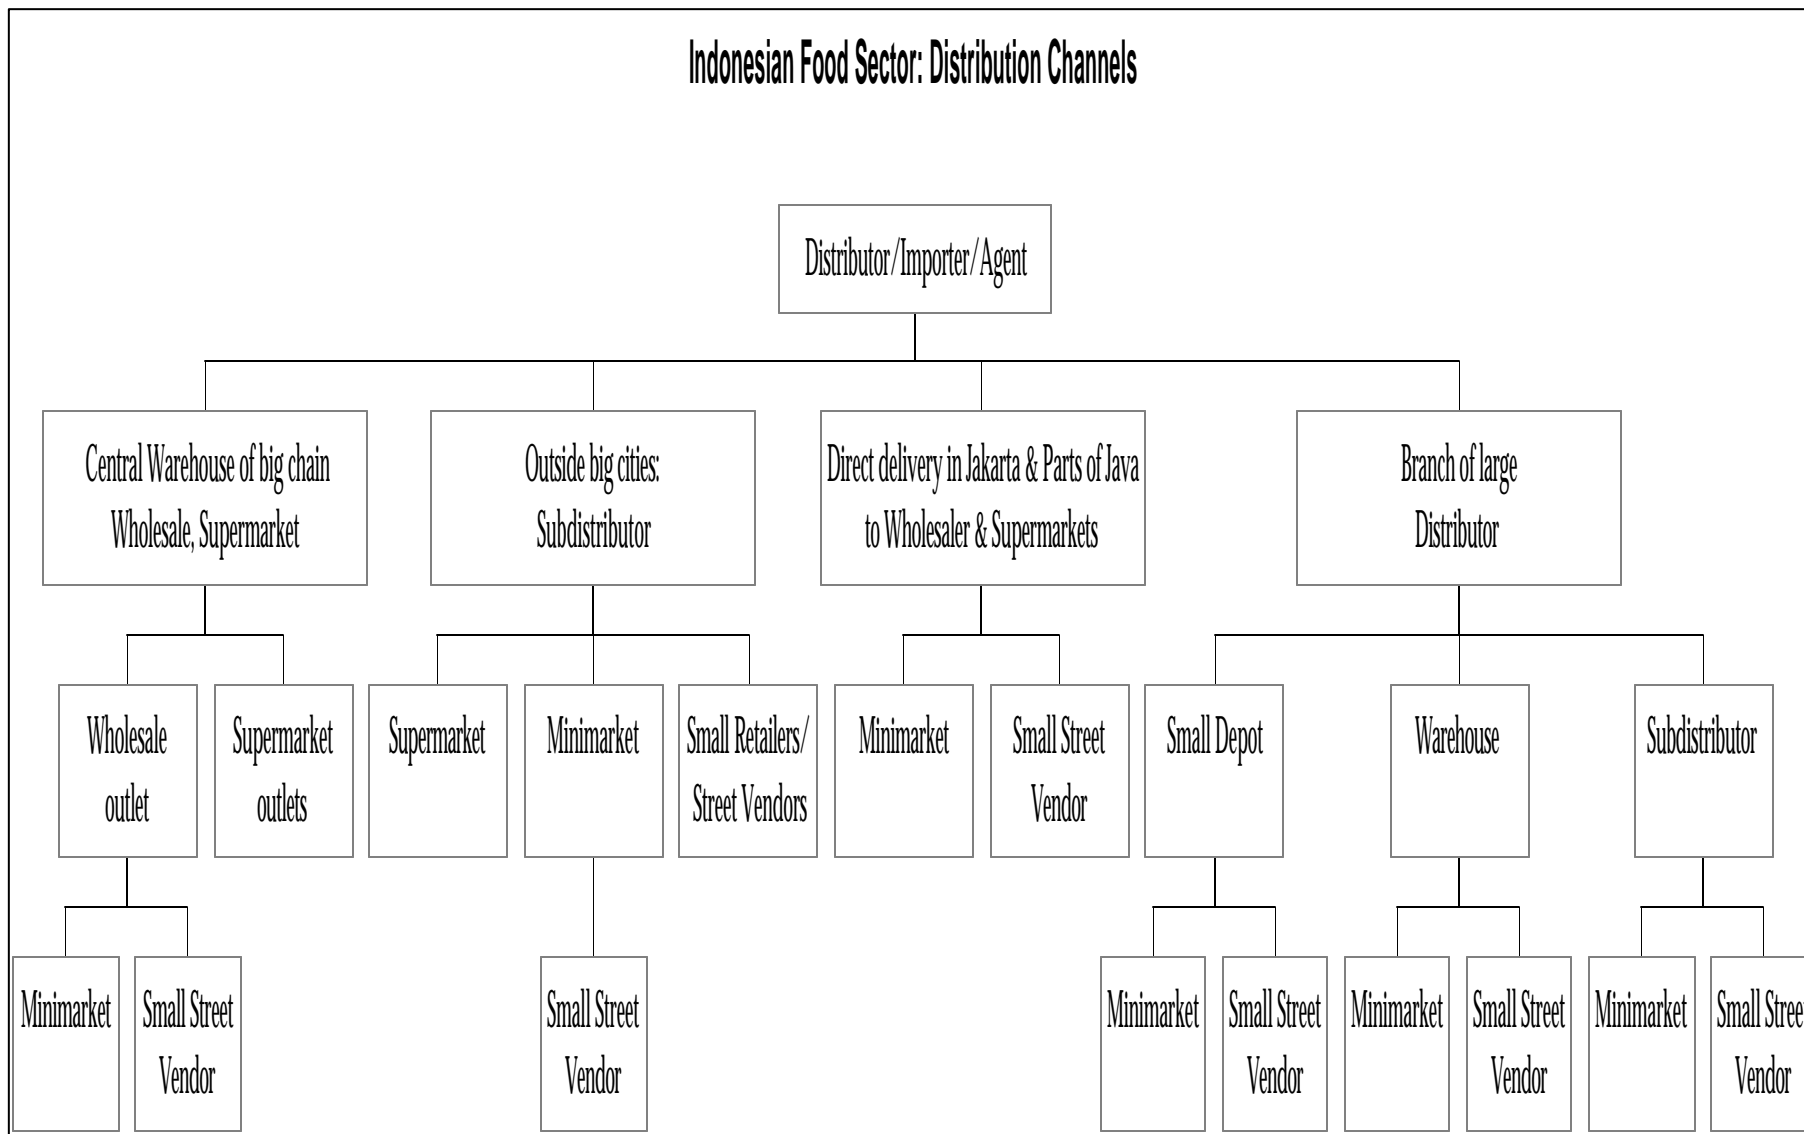 Indonesian Food Sector: Distribution Channels
Distributor/Importer/Agent
Central Warehouse of big chain
Wholesale, Supermarket
Outside big cities:
Subdistributor
Direct delivery in Jakarta & Parts of Java
to Wholesaler & Supermarkets
Branch of large
Distributor
Wholesale
outlet
Supermarket
outlets
Supermarket
Minimarket
Small Retailers/
Street Vendors
Minimarket
Small Street
Vendor
Small Depot
Warehouse
Subdistributor
Minimarket
Small Street
Vendor
Small Street
Vendor
Minimarket
Small Street
Vendor
Minimarket
Small Street
Vendor
Minimarket
Small Stree
Vendor